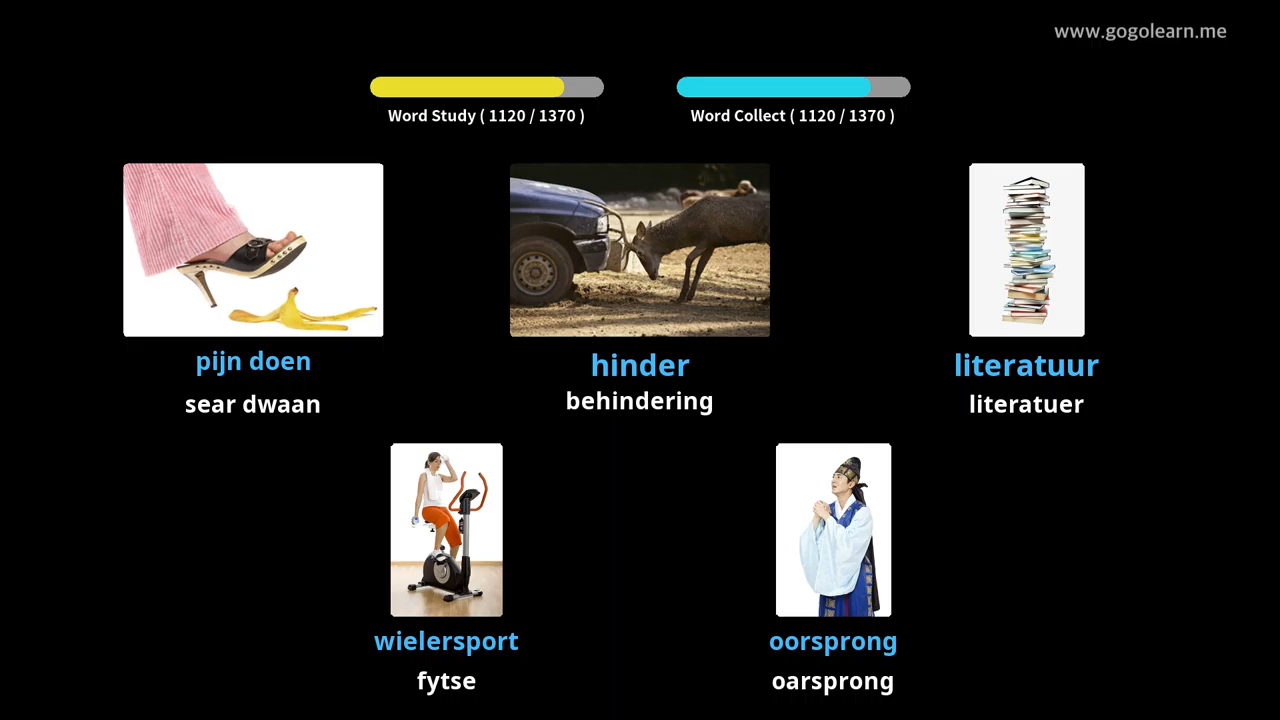 www.gogolearn.me
Word Study ( 1120 / 1370 )
Word Collect ( 1120 / 1370 )
pijn doen
sear dwaan
hinder
behindering
literatuur
literatuer
wielersport
fytse
oorsprong
oarsprong